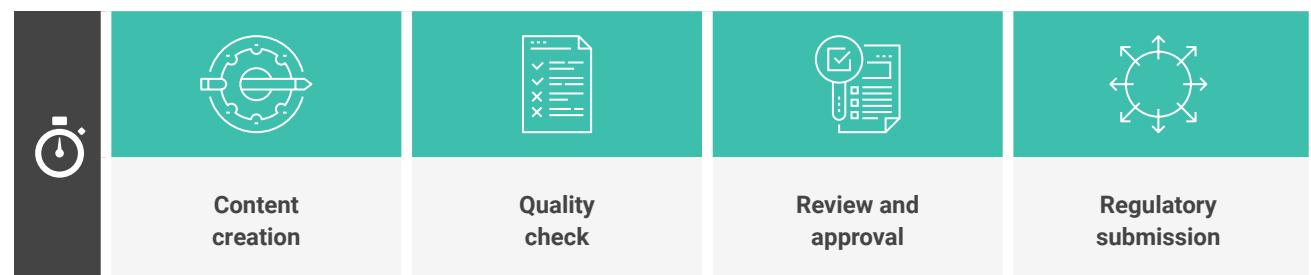 Content
creation
Quality
check
Review and
approval
Regulatory
submission